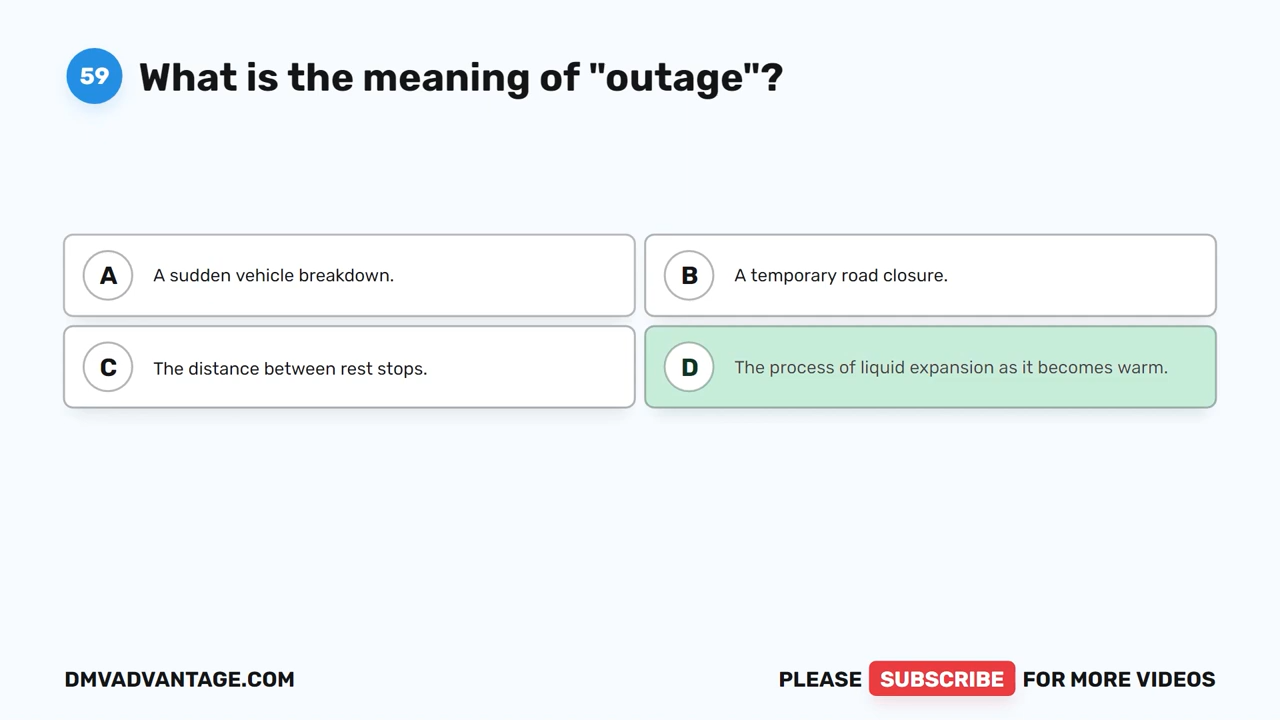 59 What is the meaning of "outage"?
A A sudden vehicle breakdown.
B A temporary road closure.
C The distance between rest stops.
D The process of liquid expansion as it becomes warm.
DMVADVANTAGE.COM
PLEASE SUBSCRIBE FOR MORE VIDEOS